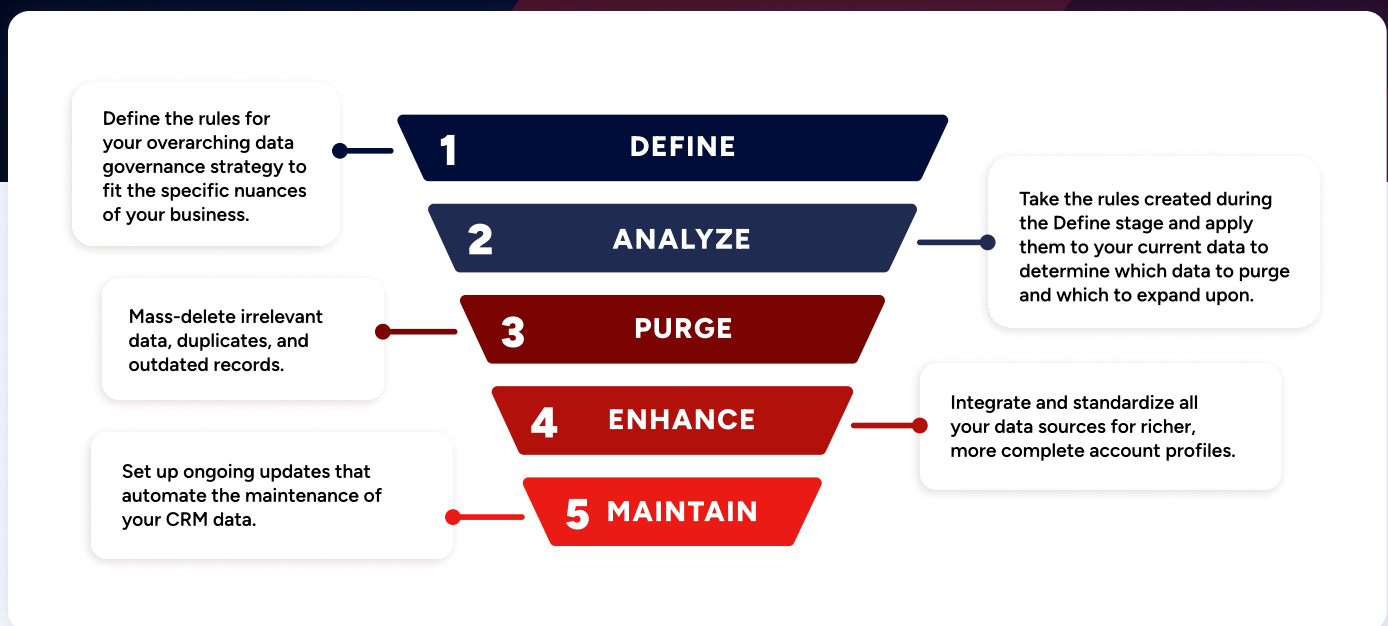 Define the rules for
your overarching data
governance strategy to
fit the specific nuances
of your business.
1 DEFINE
2 ANALYZE
Take the rules created during
the Define stage and apply
them to your current data to
determine which data to purge
and which to expand upon.
Mass-delete irrelevant
data, duplicates, and
outdated records.
3 PURGE
4 ENHANCE
Integrate and standardize all
your data sources for richer,
more complete account profiles.
Set up ongoing updates that
automate the maintenance of
your CRM data.
5 MAINTAIN